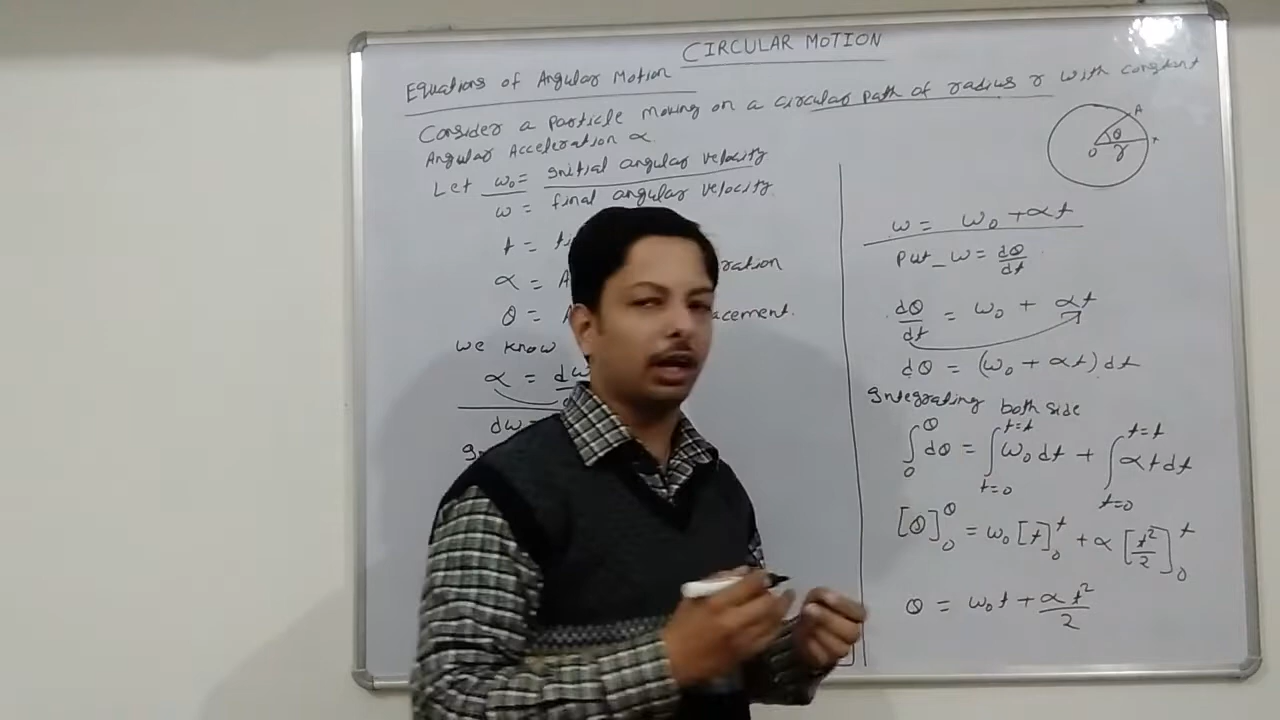 CIRCULAR MOTION
Equations of Angular Motion
Consider a particle moving on a circular path of radius r with constant
Angular Acceleration α
Let ω₀ = Initial angular velocity
ω = final angular velocity
t =
α =
θ =
we know
α = dω
dω =
A
θ
O
r
ω = ω₀ + αt
Put ω = dθ/dt
dθ/dt = ω₀ + αt
dθ = (ω₀ + αt) dt
Integrating both side
∫₀^θ dθ = ∫_{t=0}^{t=t} ω₀ dt + ∫_{t=0}^{t=t} αt dt
[θ]₀^θ = ω₀ [t]₀^t + α [t²/2]₀^t
θ = ω₀t + αt²/2